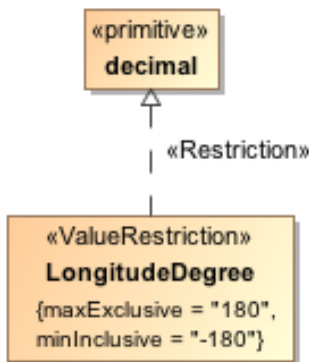 «primitive»
decimal
«Restriction»
«ValueRestriction»
LongitudeDegree
{maxExclusive = "180",
minInclusive = "-180"}